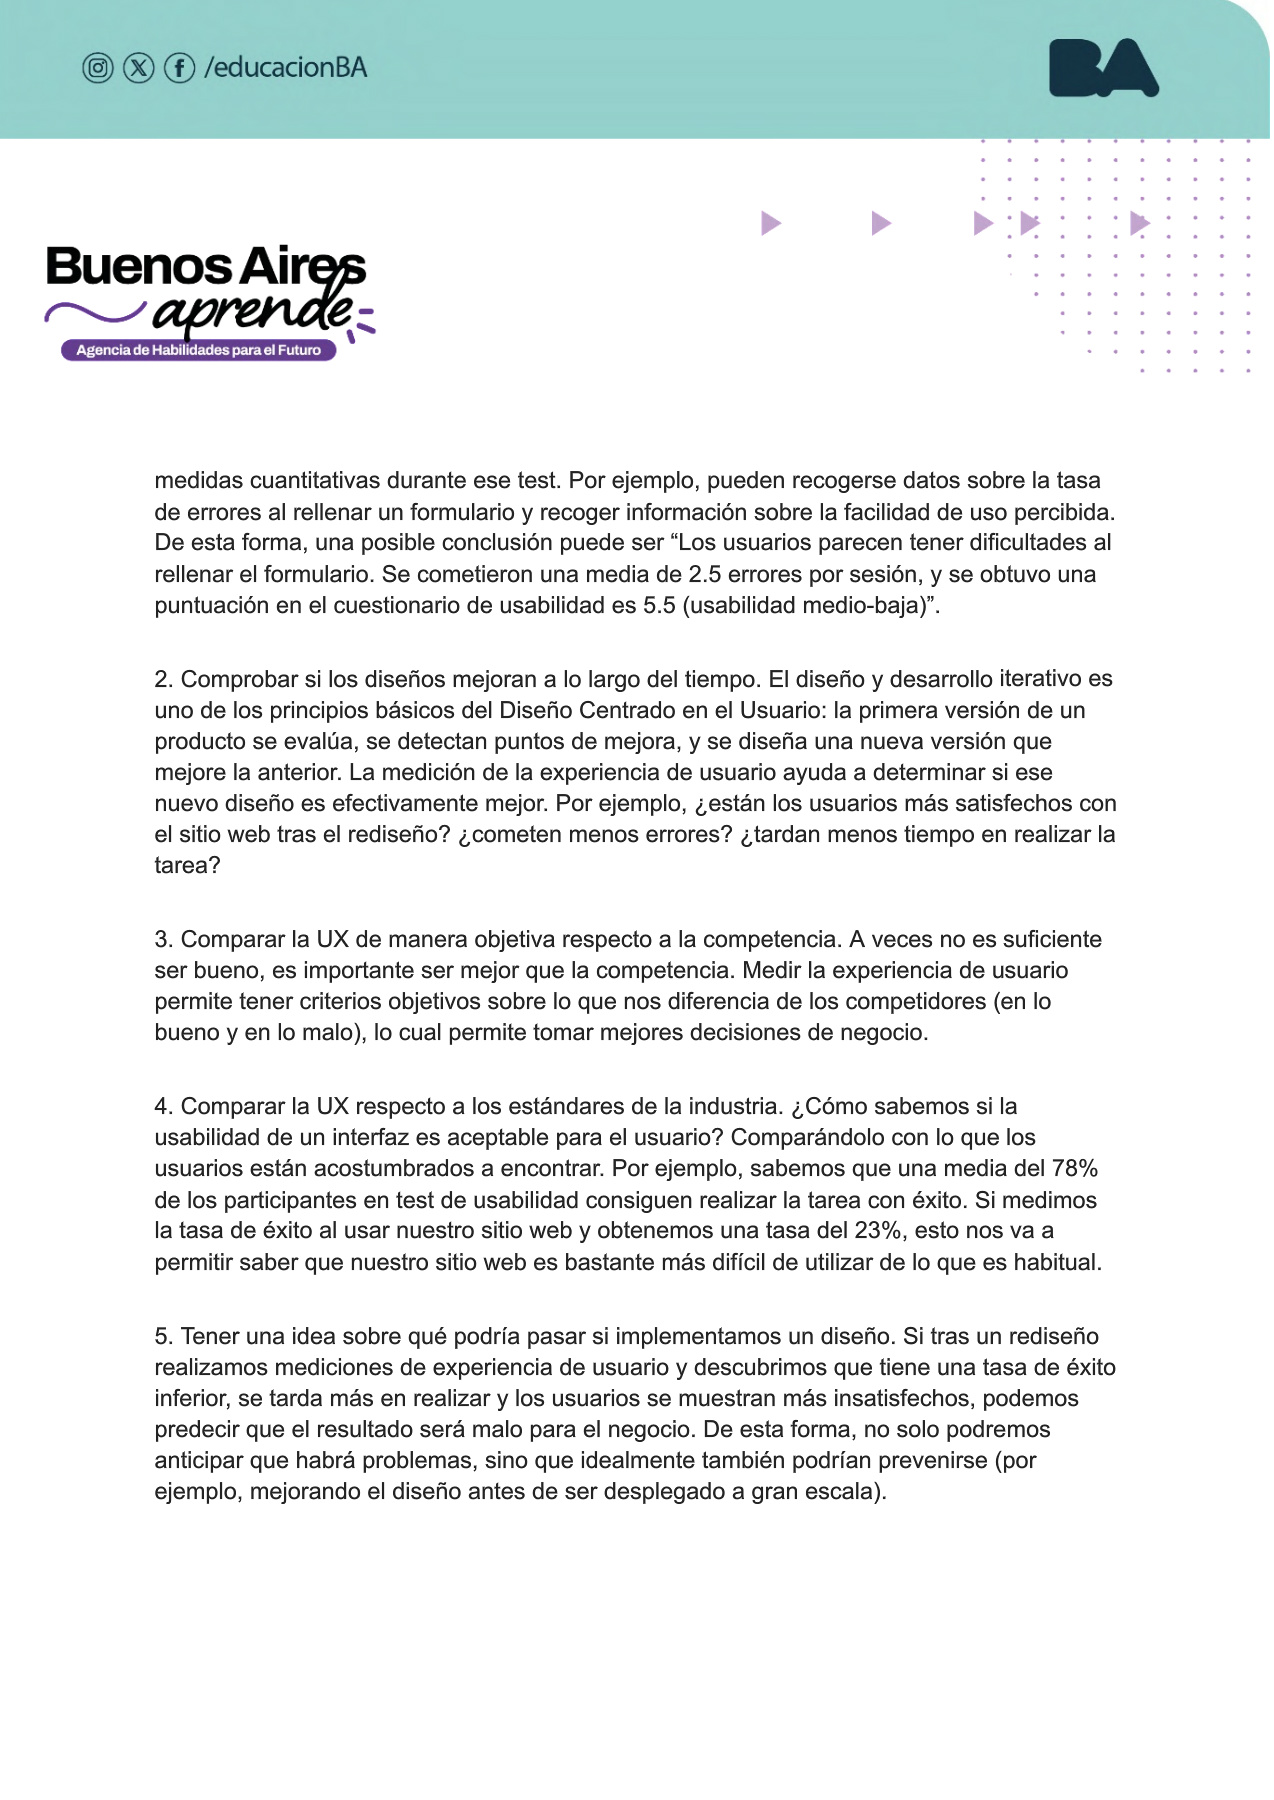 /educacionBA
BA
Buenos Aires
aprende
Agencia de Habilidades para el Futuro
medidas cuantitativas durante ese test. Por ejemplo, pueden recogerse datos sobre la tasa
de errores al rellenar un formulario y recoger información sobre la facilidad de uso percibida.
De esta forma, una posible conclusión puede ser “Los usuarios parecen tener dificultades al
rellenar el formulario. Se cometieron una media de 2.5 errores por sesión, y se obtuvo una
puntuación en el cuestionario de usabilidad es 5.5 (usabilidad medio-baja)”.
2. Comprobar si los diseños mejoran a lo largo del tiempo. El diseño y desarrollo iterativo es
uno de los principios básicos del Diseño Centrado en el Usuario: la primera versión de un
producto se evalúa, se detectan puntos de mejora, y se diseña una nueva versión que
mejore la anterior. La medición de la experiencia de usuario ayuda a determinar si ese
nuevo diseño es efectivamente mejor. Por ejemplo, ¿están los usuarios más satisfechos con
el sitio web tras el rediseño? ¿cometen menos errores? ¿tardan menos tiempo en realizar la
tarea?
3. Comparar la UX de manera objetiva respecto a la competencia. A veces no es suficiente
ser bueno, es importante ser mejor que la competencia. Medir la experiencia de usuario
permite tener criterios objetivos sobre lo que nos diferencia de los competidores (en lo
bueno y en lo malo), lo cual permite tomar mejores decisiones de negocio.
4. Comparar la UX respecto a los estándares de la industria. ¿Cómo sabemos si la
usabilidad de un interfaz es aceptable para el usuario? Comparándolo con lo que los
usuarios están acostumbrados a encontrar. Por ejemplo, sabemos que una media del 78%
de los participantes en test de usabilidad consiguen realizar la tarea con éxito. Si medimos
la tasa de éxito al usar nuestro sitio web y obtenemos una tasa del 23%, esto nos va a
permitir saber que nuestro sitio web es bastante más difícil de utilizar de lo que es habitual.
5. Tener una idea sobre qué podría pasar si implementamos un diseño. Si tras un rediseño
realizamos mediciones de experiencia de usuario y descubrimos que tiene una tasa de éxito
inferior, se tarda más en realizar y los usuarios se muestran más insatisfechos, podemos
predecir que el resultado será malo para el negocio. De esta forma, no solo podremos
anticipar que habrá problemas, sino que idealmente también podrían prevenirse (por
ejemplo, mejorando el diseño antes de ser desplegado a gran escala).